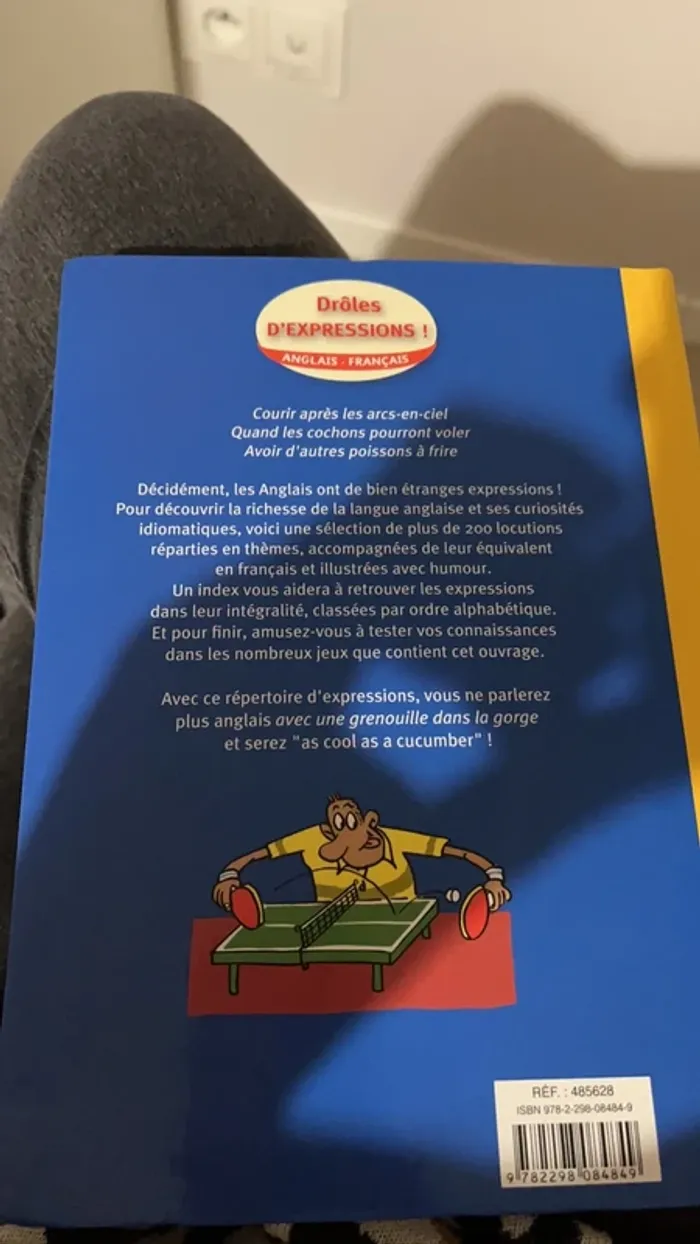 Drôles
D'EXPRESSIONS !
ANGLAIS - FRANÇAIS
Courir après les arcs-en-ciel
Quand les cochons pourront voler
Avoir d'autres poissons à frire
Décidément, les Anglais ont de bien étranges expressions !
Pour découvrir la richesse de la langue anglaise et ses curiosités
idiomatiques, voici une sélection de plus de 200 locutions
réparties en thèmes, accompagnées de leur équivalent
en français et illustrées avec humour.
Un index vous aidera à retrouver les expressions
dans leur intégralité, classées par ordre alphabétique.
Et pour finir, amusez-vous à tester vos connaissances
dans les nombreux jeux que contient cet ouvrage.
Avec ce répertoire d'expressions, vous ne parlerez
plus anglais avec une grenouille dans la gorge
et serez "as cool as a cucumber" !
RÉF. : 485628
ISBN 978-2-298-08484-9
9 782298 084849